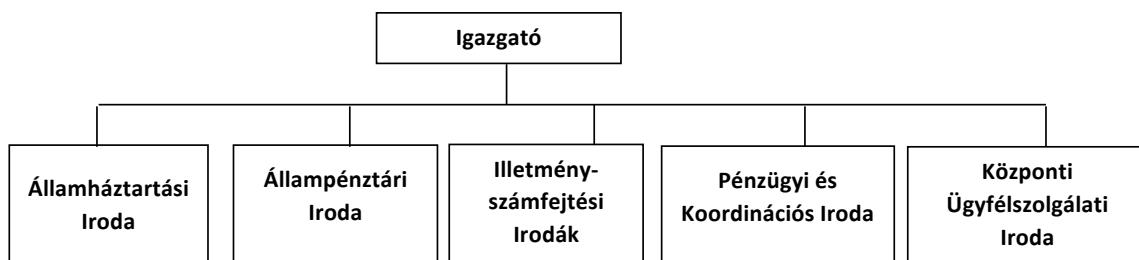 Igazgató
Államháztartási
Iroda
Állampénztári
Iroda
Illetmény-
számfejtési
Irodák
Pénzügyi és
Koordinációs Iroda
Központi
Ügyfélszolgálati
Iroda